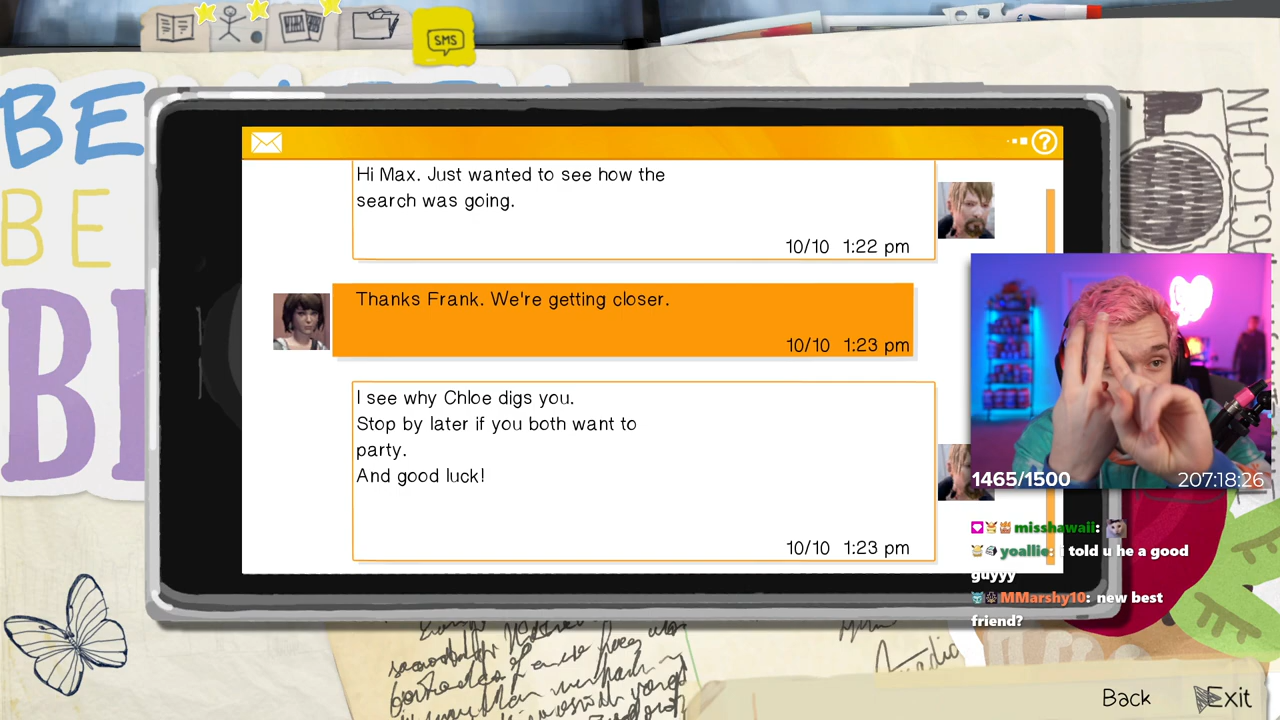 SMS
BE
BE
B
AGICIAN
Hi Max. Just wanted to see how the
search was going.
10/10 1:22 pm
Thanks Frank. We're getting closer.
10/10 1:23 pm
I see why Chloe digs you.
Stop by later if you both want to
party.
And good luck!
10/10 1:23 pm
1465/1500 207:18:26
misshawaii:
yoallie: i told u he a good
guyyy
MMarshy10: new best
friend?
Back Exit